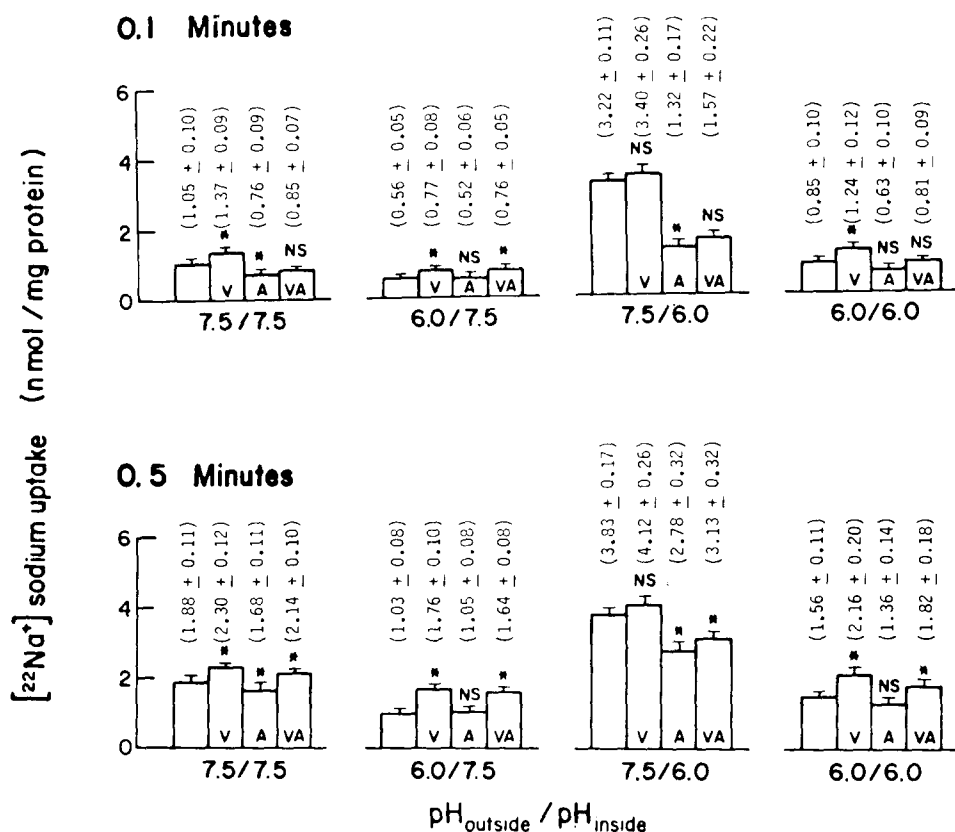 0.1 Minutes
(1.05 ± 0.10)
(1.37 ± 0.09)
(0.76 ± 0.09)
(0.85 ± 0.07)
(0.56 ± 0.05)
(0.77 ± 0.08)
(0.52 ± 0.06)
(0.76 ± 0.05)
(3.22 ± 0.11)
(3.40 ± 0.26)
(1.32 ± 0.17)
(1.57 ± 0.22)
(0.85 ± 0.10)
(1.24 ± 0.12)
(0.63 ± 0.10)
(0.81 ± 0.09)
6
4
2
0
* * NS
* NS *
NS * NS
* NS NS
V A VA
V A VA
V A VA
V A VA
7.5/7.5
6.0/7.5
7.5/6.0
6.0/6.0
[²²Na⁺] sodium uptake (nmol/mg protein)
0.5 Minutes
(1.88 ± 0.11)
(2.30 ± 0.12)
(1.68 ± 0.11)
(2.14 ± 0.10)
(1.03 ± 0.08)
(1.76 ± 0.10)
(1.05 ± 0.08)
(1.64 ± 0.08)
(3.83 ± 0.17)
(4.12 ± 0.26)
(2.78 ± 0.32)
(3.13 ± 0.32)
(1.56 ± 0.11)
(2.16 ± 0.20)
(1.36 ± 0.14)
(1.82 ± 0.18)
6
4
2
0
* * *
* NS *
NS * *
* NS *
V A VA
V A VA
V A VA
V A VA
7.5/7.5
6.0/7.5
7.5/6.0
6.0/6.0
pHoutside / pHinside